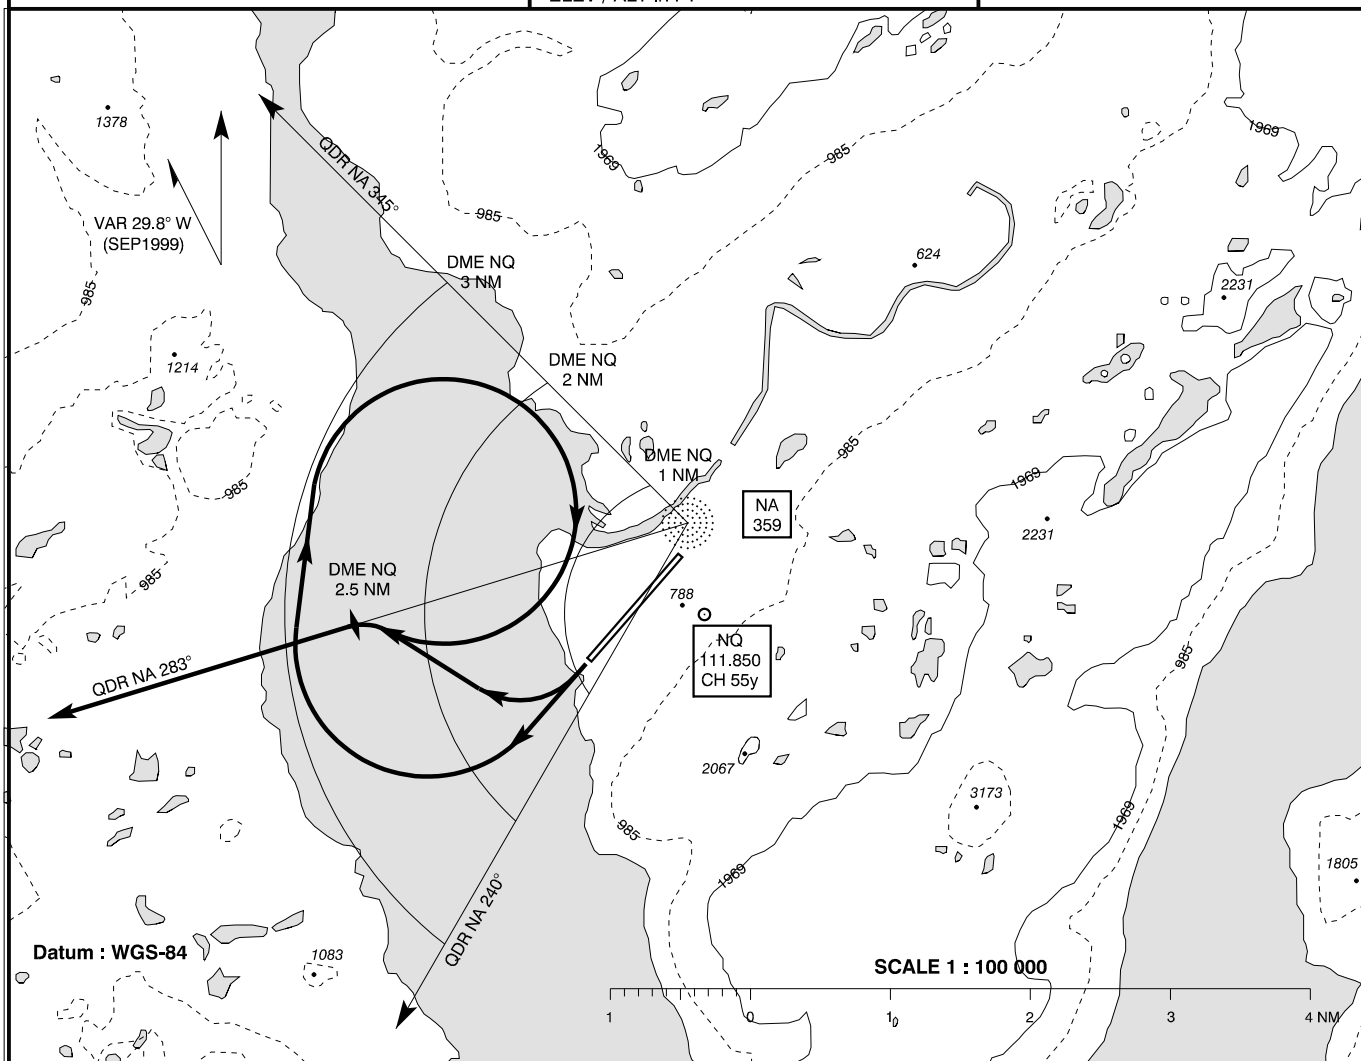 1378
VAR 29.8° W
(SEP1999)
985
1214
985
985
QDR NA 345°
DME NQ
3 NM
DME NQ
2 NM
DME NQ
1 NM
1969
985
985
624
1969
2231
985
1969
2231
NA
359
DME NQ
2.5 NM
788
NQ
111.850
CH 55y
QDR NA 283°
985
2067
3173
985
1969
1969
1805
QDR NA 240°
Datum : WGS-84
1083
SCALE 1 : 100 000
1 0 1 2 3 4 NM